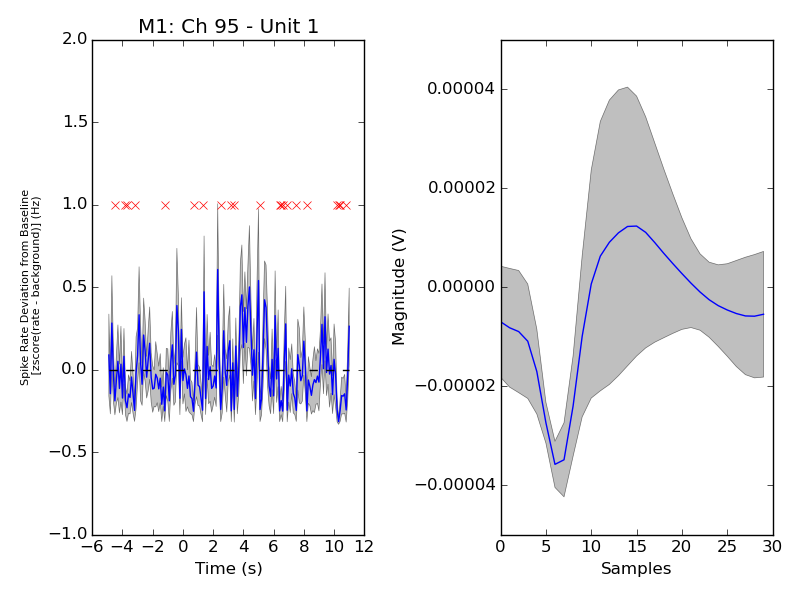 M1: Ch 95 - Unit 1
Spike Rate Deviation from Baseline
[zscore(rate - background)] (Hz)
2.0
1.5
1.0
0.5
0.0
−0.5
−1.0
−6 −4 −2 0 2 4 6 8 10 12
Time (s)
Magnitude (V)
0.00004
0.00002
0.00000
−0.00002
−0.00004
0 5 10 15 20 25 30
Samples